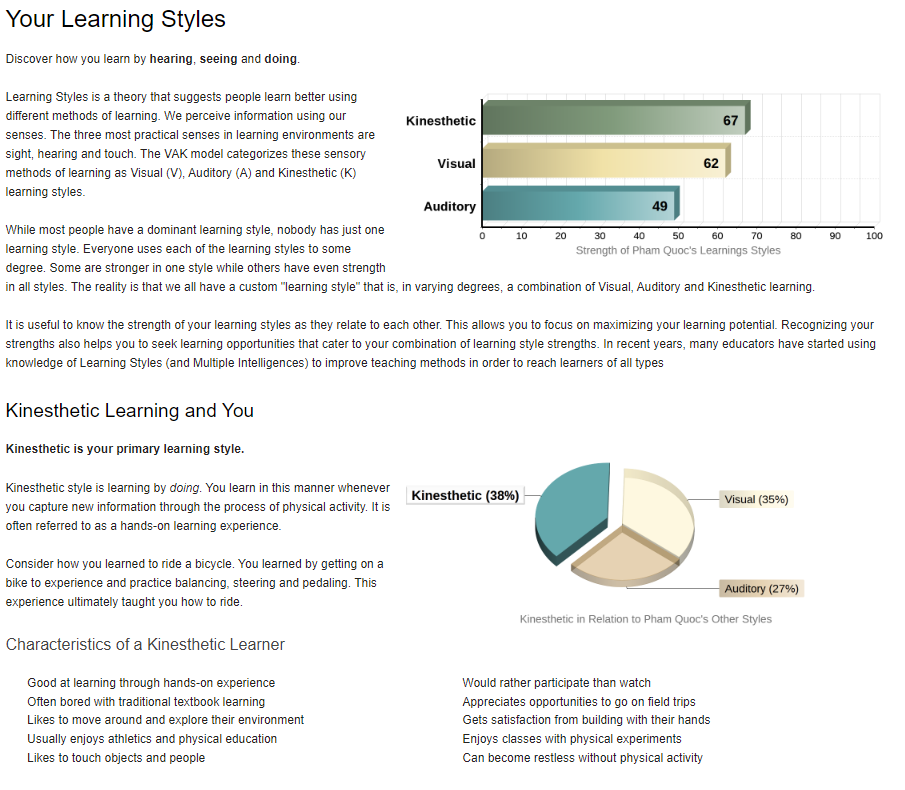 Your Learning Styles
Discover how you learn by hearing, seeing and doing.
Learning Styles is a theory that suggests people learn better using
different methods of learning. We perceive information using our
senses. The three most practical senses in learning environments are
sight, hearing and touch. The VAK model categorizes these sensory
methods of learning as Visual (V), Auditory (A) and Kinesthetic (K)
learning styles.
While most people have a dominant learning style, nobody has just one
learning style. Everyone uses each of the learning styles to some
degree. Some are stronger in one style while others have even strength
in all styles. The reality is that we all have a custom "learning style" that is, in varying degrees, a combination of Visual, Auditory and Kinesthetic learning.
Kinesthetic 67
Visual 62
Auditory 49
0 10 20 30 40 50 60 70 80 90 100
Strength of Pham Quoc's Learnings Styles
It is useful to know the strength of your learning styles as they relate to each other. This allows you to focus on maximizing your learning potential. Recognizing your
strengths also helps you to seek learning opportunities that cater to your combination of learning style strengths. In recent years, many educators have started using
knowledge of Learning Styles (and Multiple Intelligences) to improve teaching methods in order to reach learners of all types
Kinesthetic Learning and You
Kinesthetic is your primary learning style.
Kinesthetic style is learning by doing. You learn in this manner whenever
you capture new information through the process of physical activity. It is
often referred to as a hands-on learning experience.
Consider how you learned to ride a bicycle. You learned by getting on a
bike to experience and practice balancing, steering and pedaling. This
experience ultimately taught you how to ride.
Kinesthetic (38%)
Visual (35%)
Auditory (27%)
Kinesthetic in Relation to Pham Quoc's Other Styles
Characteristics of a Kinesthetic Learner
Good at learning through hands-on experience
Often bored with traditional textbook learning
Likes to move around and explore their environment
Usually enjoys athletics and physical education
Likes to touch objects and people
Would rather participate than watch
Appreciates opportunities to go on field trips
Gets satisfaction from building with their hands
Enjoys classes with physical experiments
Can become restless without physical activity